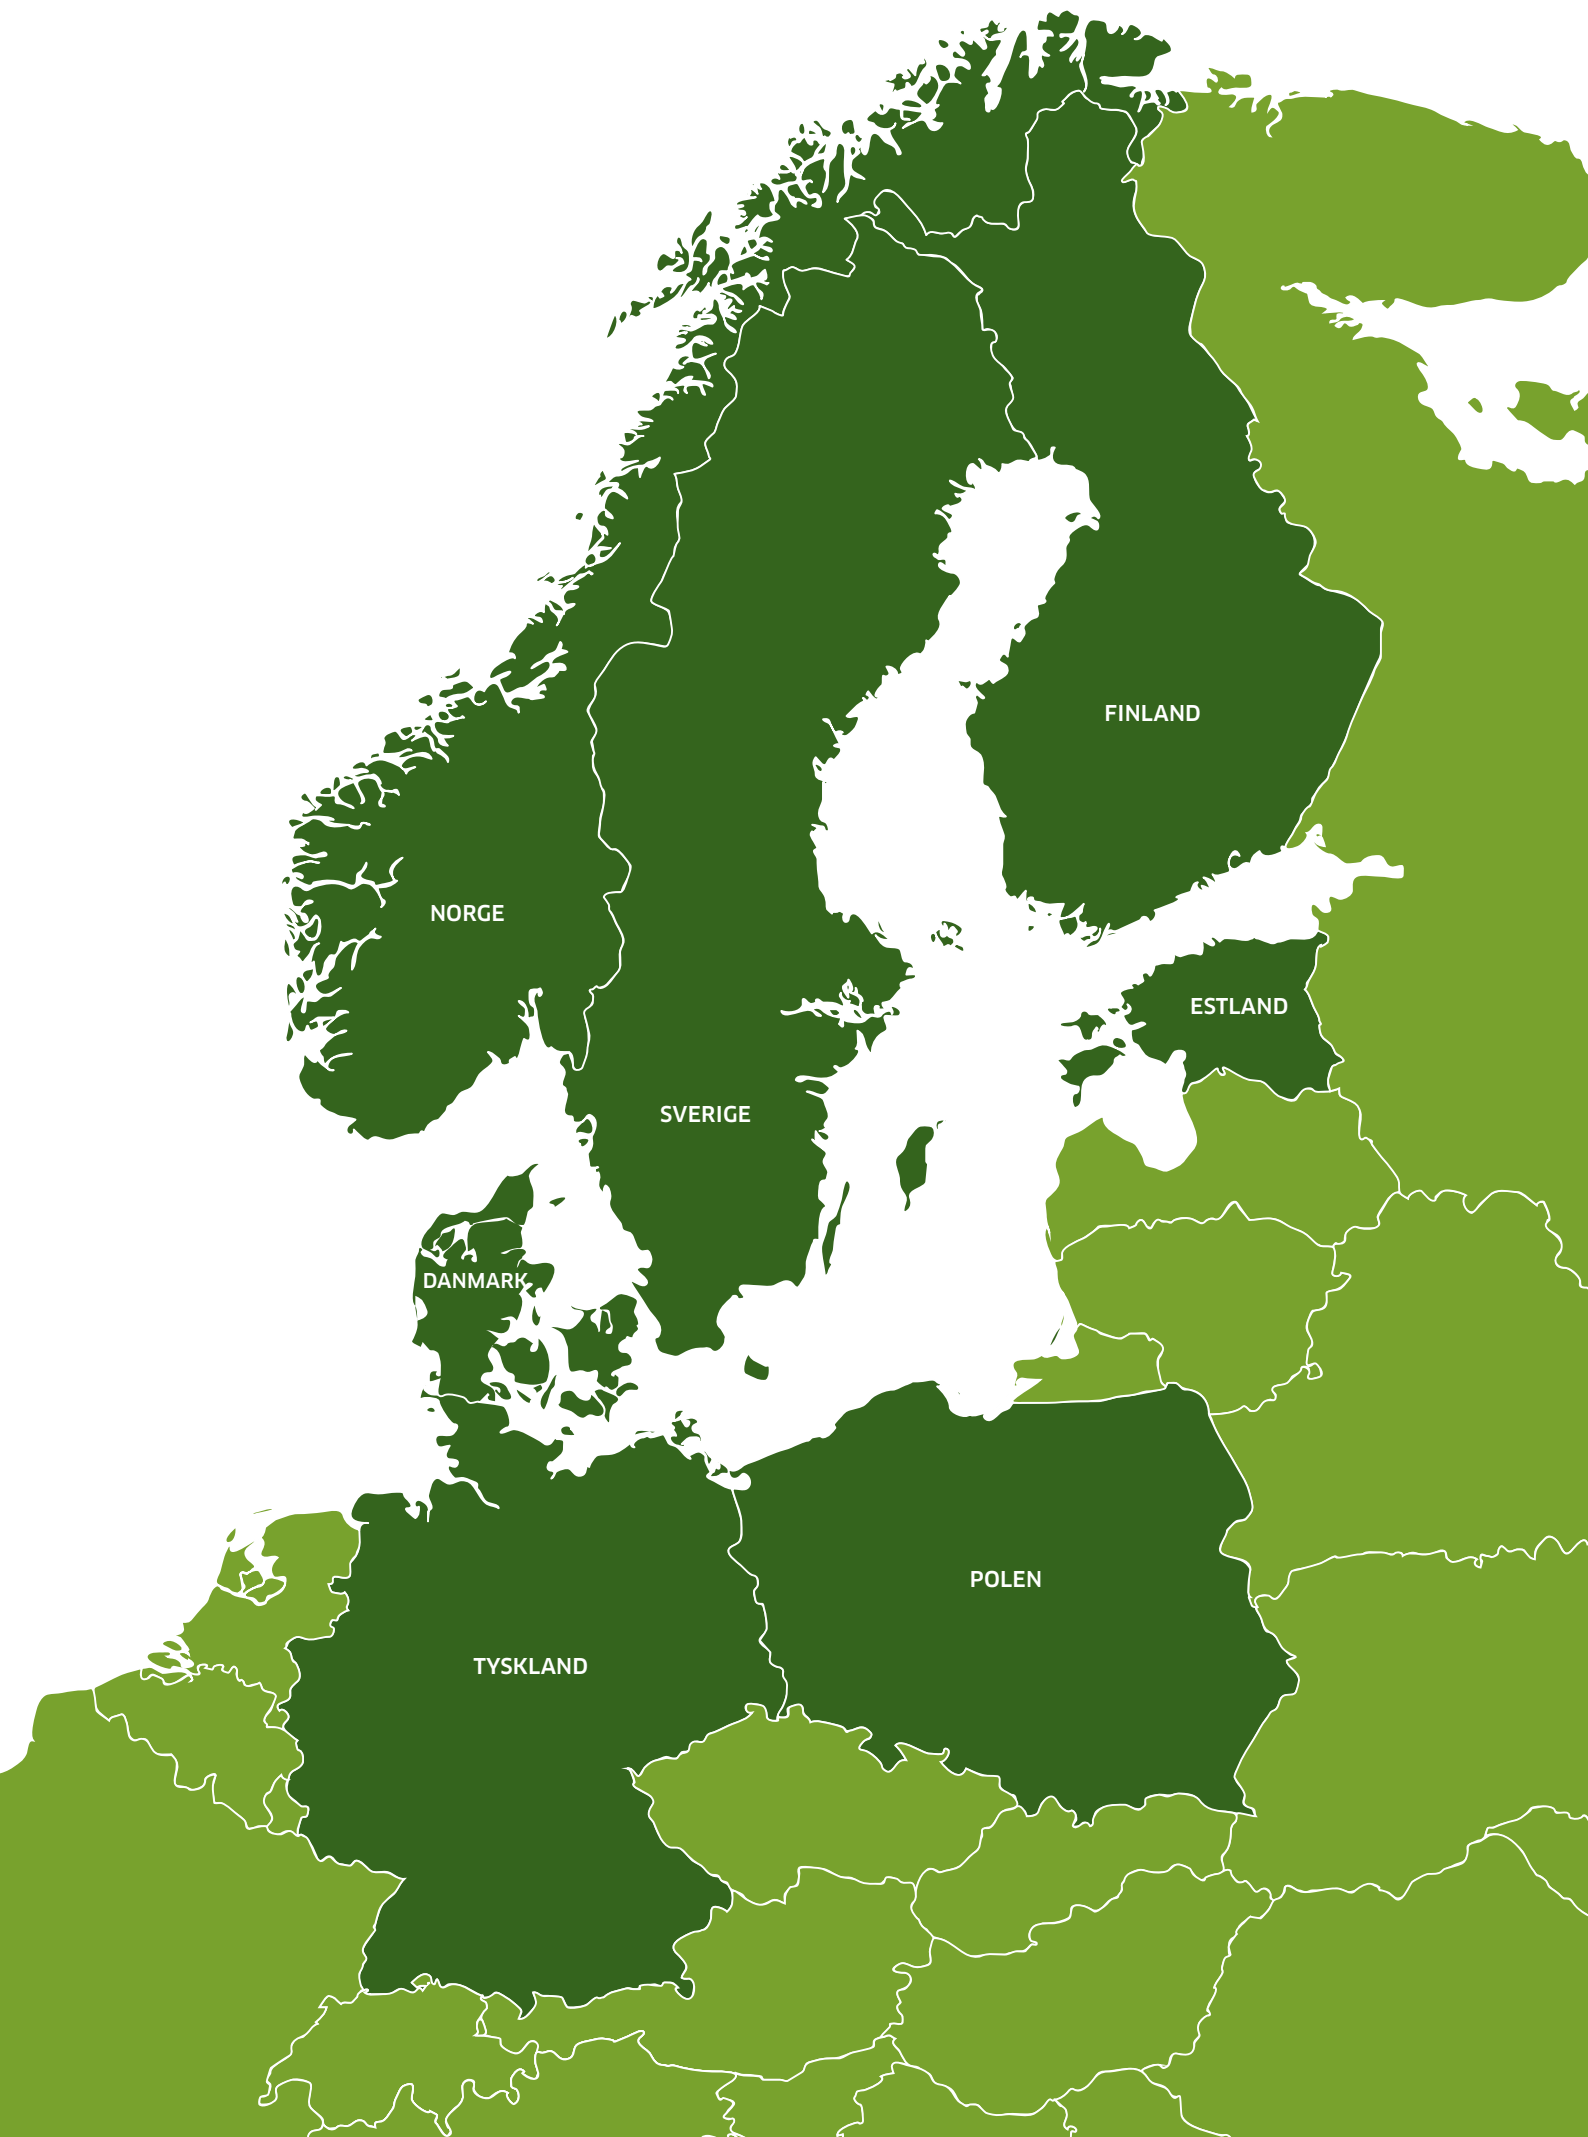 FINLAND
NORGE
ESTLAND
SVERIGE
DANMARK
POLEN
TYSKLAND